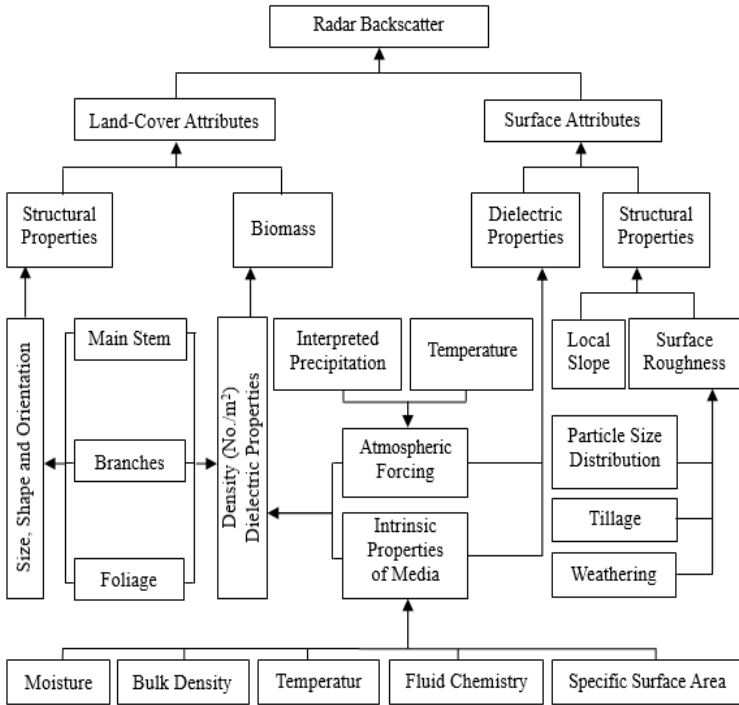 Radar Backscatter
Land-Cover Attributes
Surface Attributes
Structural
Properties
Biomass
Dielectric
Properties
Structural
Properties
Size, Shape and Orientation
Main Stem
Branches
Foliage
Density (No./m²)
Dielectric Properties
Interpreted
Precipitation
Temperature
Atmospheric
Forcing
Intrinsic
Properties
of Media
Local
Slope
Surface
Roughness
Particle Size
Distribution
Tillage
Weathering
Moisture
Bulk Density
Temperatur
Fluid Chemistry
Specific Surface Area